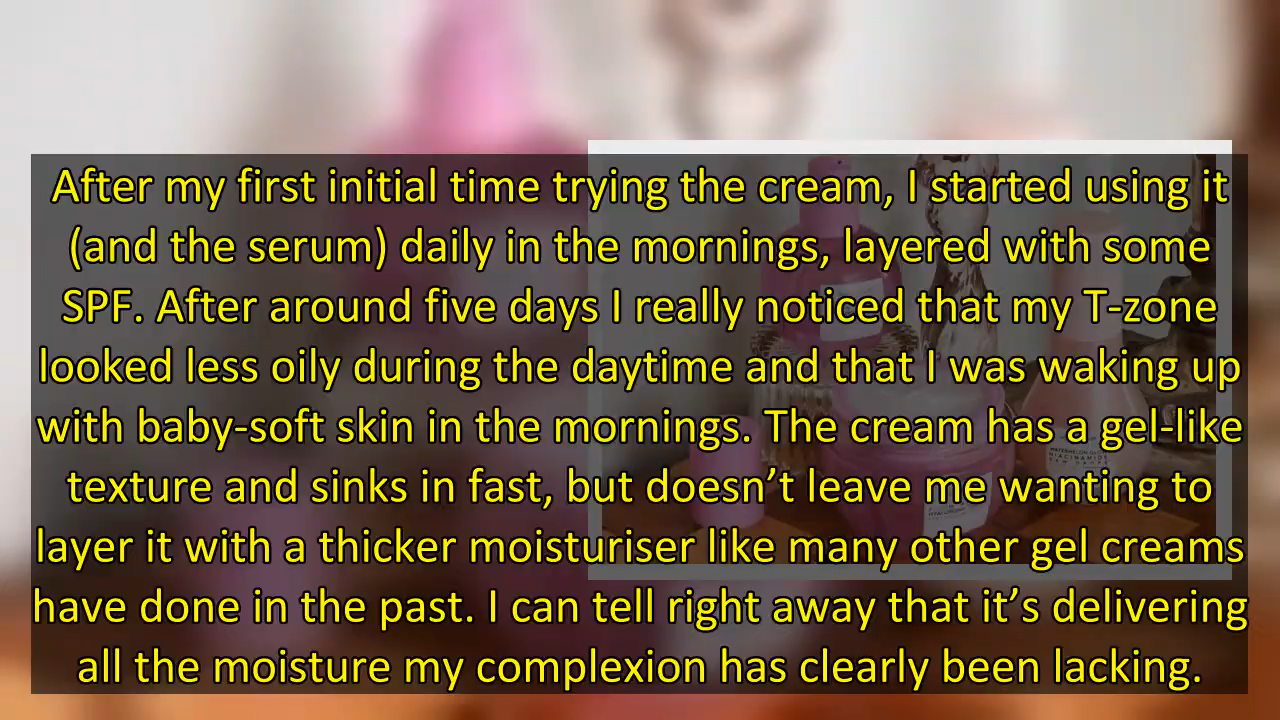 After my first initial time trying the cream, I started using it
(and the serum) daily in the mornings, layered with some
SPF. After around five days I really noticed that my T-zone
looked less oily during the daytime and that I was waking up
with baby-soft skin in the mornings. The cream has a gel-like
texture and sinks in fast, but doesn’t leave me wanting to
layer it with a thicker moisturiser like many other gel creams
have done in the past. I can tell right away that it’s delivering
all the moisture my complexion has clearly been lacking.
WATERMELON GLOW
NIACINAMIDE
DEW DROPS